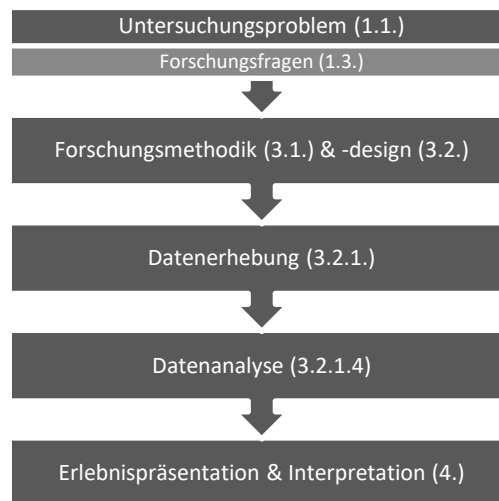 Untersuchungsproblem (1.1.)
Forschungsfragen (1.3.)
Forschungsmethodik (3.1.) & -design (3.2.)
Datenerhebung (3.2.1.)
Datenanalyse (3.2.1.4)
Erlebnispräsentation & Interpretation (4.)